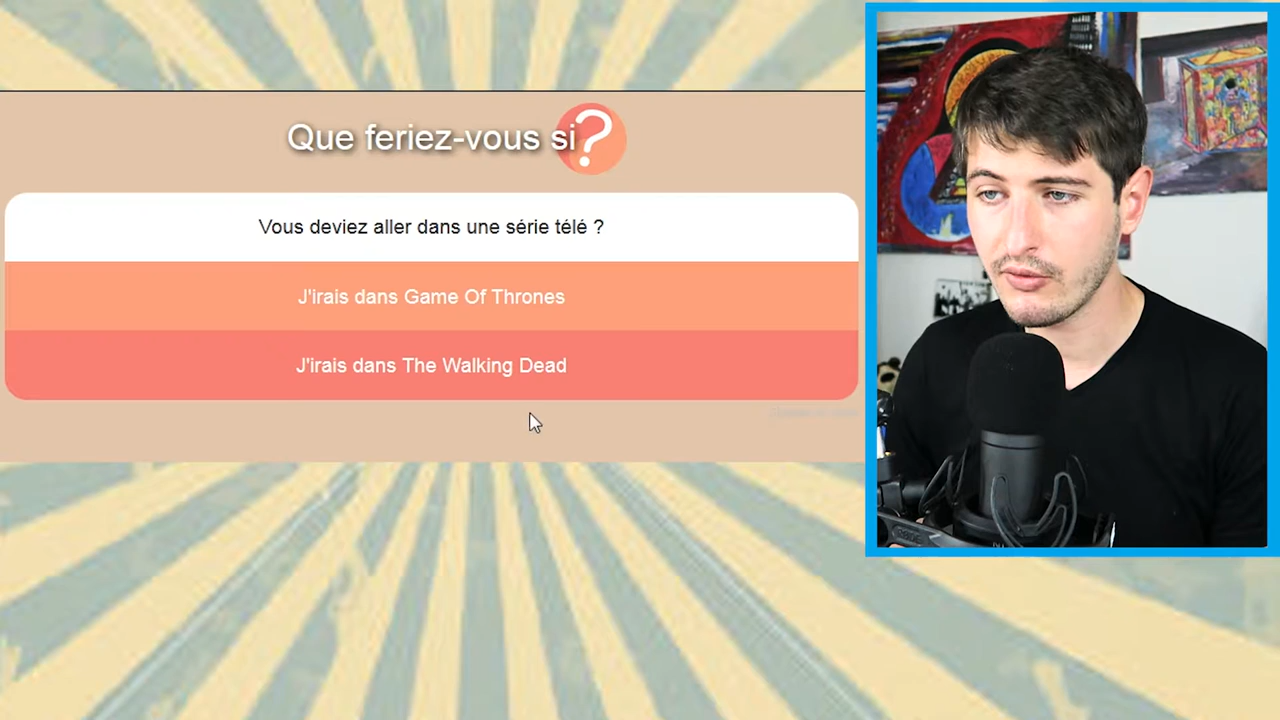 Que feriez-vous si ?
Vous deviez aller dans une série télé ?
J'irais dans Game Of Thrones
J'irais dans The Walking Dead
RØDE